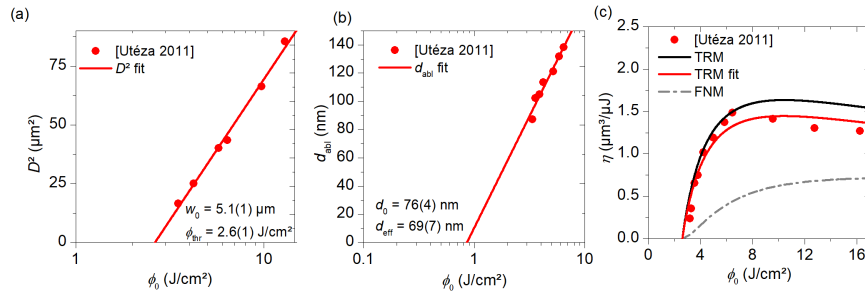 (a)
[Utéza 2011]
D² fit
D² (µm²)
75
50
25
0
1
10
w₀ = 5.1(1) µm
ϕthr = 2.6(1) J/cm²
ϕ₀ (J/cm²)
(b)
[Utéza 2011]
dabl fit
dabl (nm)
140
120
100
80
60
40
20
0
0.1
1
10
d₀ = 76(4) nm
deff = 69(7) nm
ϕ₀ (J/cm²)
(c)
[Utéza 2011]
TRM
TRM fit
FNM
η (µm³/µJ)
2.5
2.0
1.5
1.0
0.5
0.0
0
4
8
12
16
ϕ₀ (J/cm²)